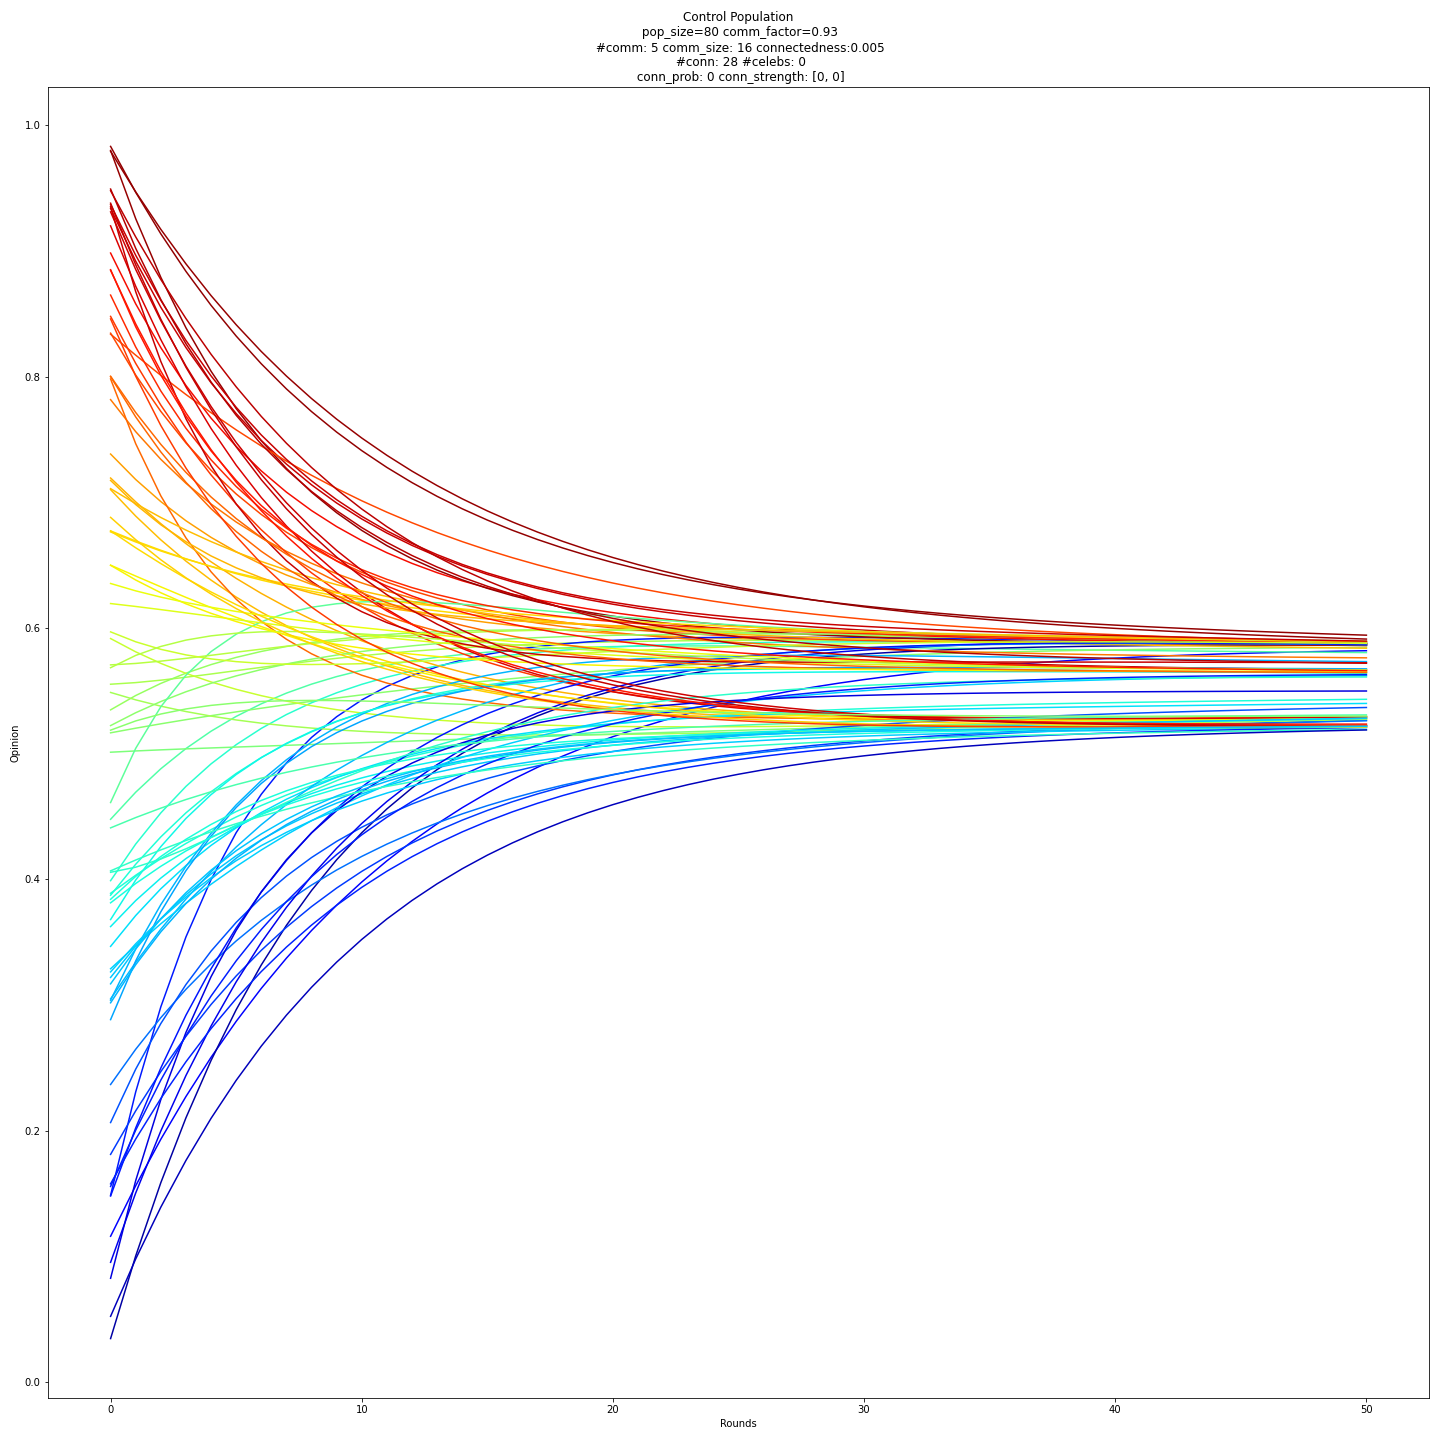 Control Population
pop_size=80 comm_factor=0.93
#comm: 5 comm_size: 16 connectedness:0.005
#conn: 28 #celebs: 0
conn_prob: 0 conn_strength: [0, 0]
1.0
0.8
0.6
Opinion
0.4
0.2
0.0
0 10 20 30 40 50
Rounds